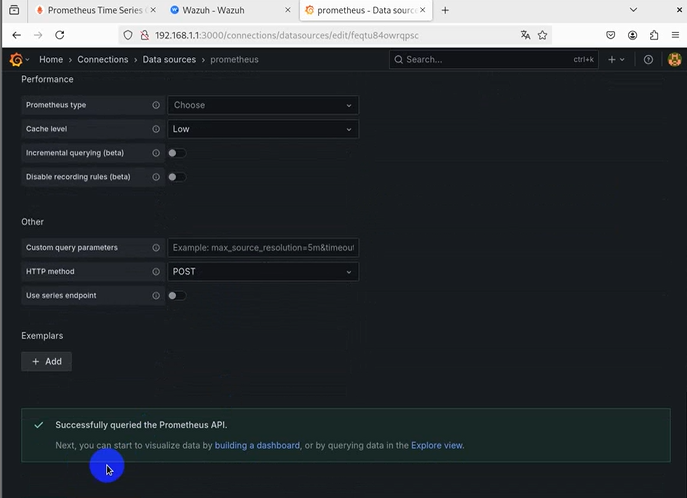 Prometheus Time Series
Wazuh - Wazuh
prometheus - Data sourc
192.168.1.1:3000/connections/datasources/edit/feqtu84owrqpsc
Home > Connections > Data sources > prometheus
Search...
ctrl+k
Performance
Prometheus type
Choose
Cache level
Low
Incremental querying (beta)
Disable recording rules (beta)
Other
Custom query parameters
Example: max_source_resolution=5m&timeout
HTTP method
POST
Use series endpoint
Exemplars
+ Add
Successfully queried the Prometheus API.
Next, you can start to visualize data by building a dashboard, or by querying data in the Explore view.